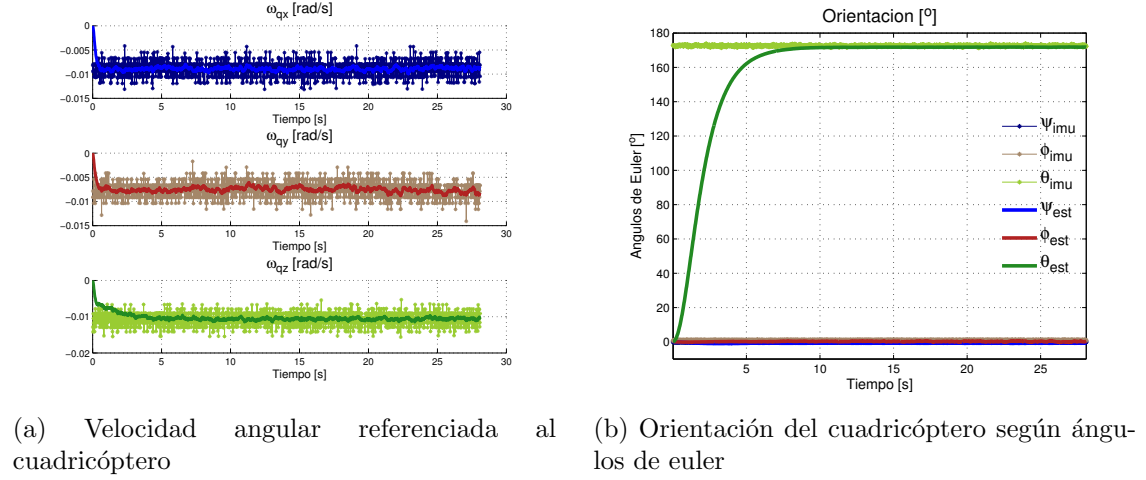 ω_qx [rad/s]
0
−0.005
−0.01
−0.015
0 5 10 15 20 25 30
Tiempo [s]
ω_qy [rad/s]
0
−0.005
−0.01
−0.015
0 5 10 15 20 25 30
Tiempo [s]
ω_qz [rad/s]
0
−0.01
−0.02
0 5 10 15 20 25 30
Tiempo [s]
Orientacion [º]
Angulos de Euler [º]
180
160
140
120
100
80
60
40
20
0
5 10 15 20 25
Tiempo [s]
ψ_imu
ϕ_imu
θ_imu
ψ_est
ϕ_est
θ_est
(a) Velocidad angular referenciada al
cuadricóptero
(b) Orientación del cuadricóptero según ángu-
los de euler